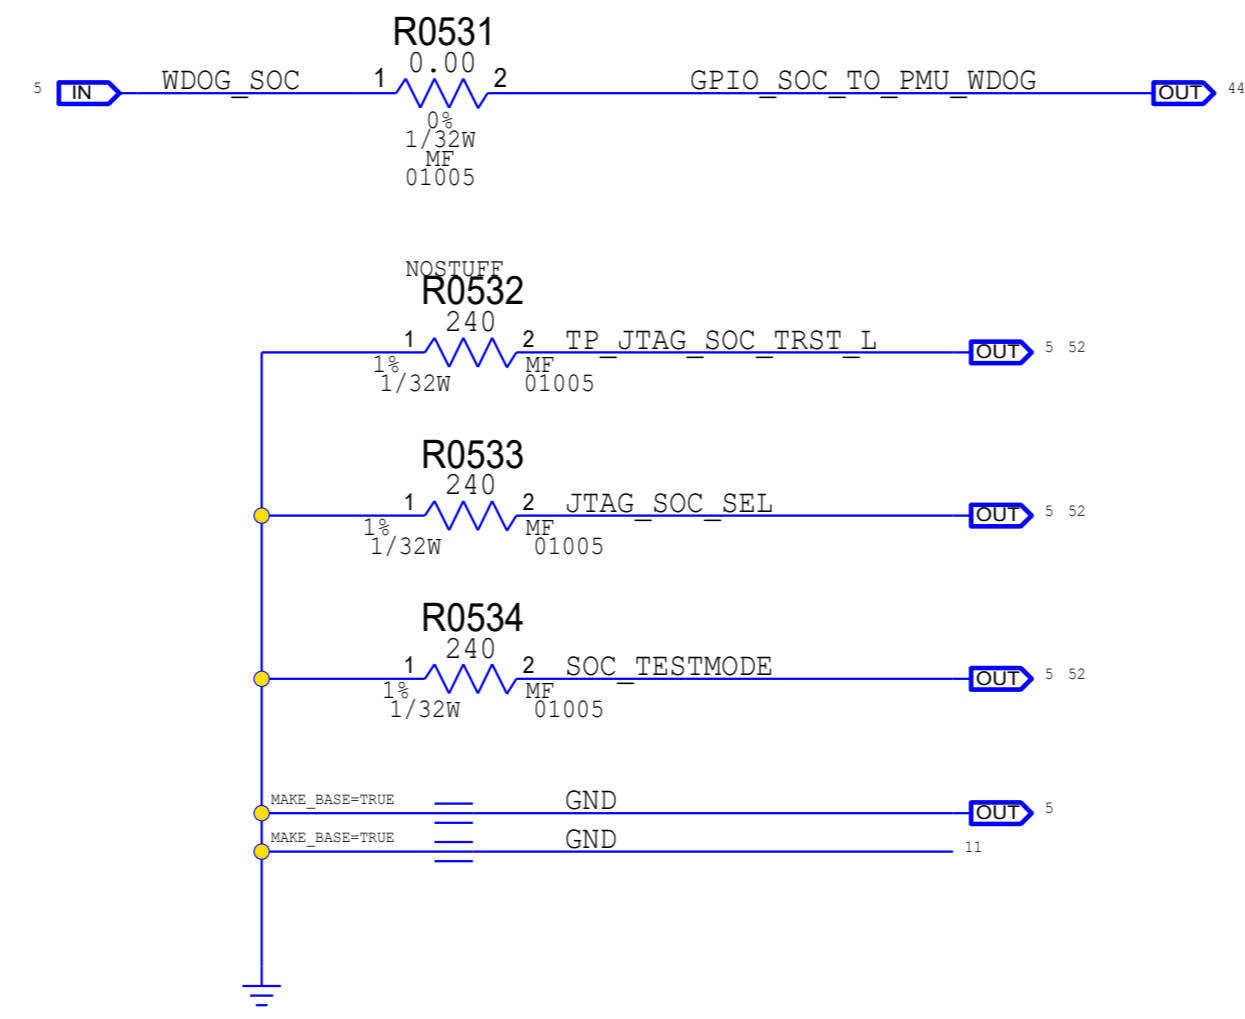 R0531
0.00
5 IN WDOG_SOC 1 2 GPIO_SOC_TO_PMU_WDOG OUT 44
0%
1/32W
MF
01005
NOSTUFF
R0532
240
1 2 TP_JTAG_SOC_TRST_L OUT 5 52
1% MF
1/32W 01005
R0533
240
1 2 JTAG_SOC_SEL OUT 5 52
1% MF
1/32W 01005
R0534
240
1 2 SOC_TESTMODE OUT 5 52
1% MF
1/32W 01005
MAKE_BASE=TRUE GND OUT 5
MAKE_BASE=TRUE GND 11